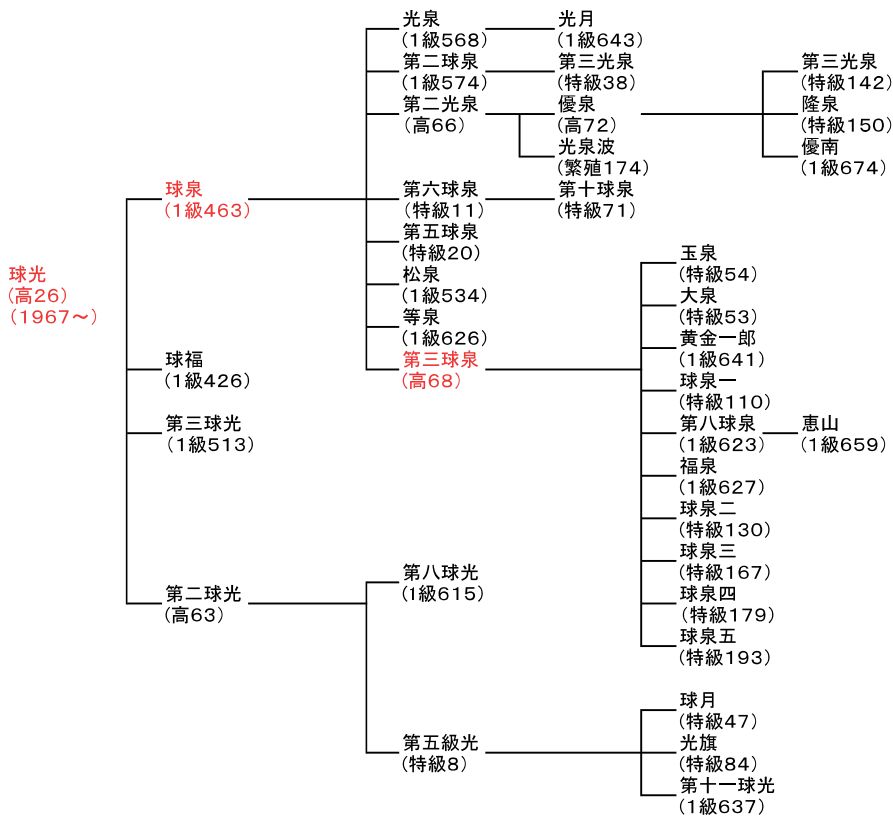 球光
(高26)
(1967～)
球泉
(1級463)
球福
(1級426)
第三球光
(1級513)
第二球光
(高63)
光泉
(1級568)
第二球泉
(1級574)
第二光泉
(高66)
第六球泉
(特級11)
第五球泉
(特級20)
松泉
(1級534)
等泉
(1級626)
第三球泉
(高68)
第八球光
(1級615)
第五級光
(特級8)
光月
(1級643)
第三光泉
(特級38)
優泉
(高72)
光泉波
(繁殖174)
第十球泉
(特級71)
玉泉
(特級54)
大泉
(特級53)
黄金一郎
(1級641)
球泉一
(特級110)
第八球泉
(1級623)
福泉
(1級627)
球泉二
(特級130)
球泉三
(特級167)
球泉四
(特級179)
球泉五
(特級193)
球月
(特級47)
光旗
(特級84)
第十一球光
(1級637)
第三光泉
(特級142)
隆泉
(特級150)
優南
(1級674)
恵山
(1級659)